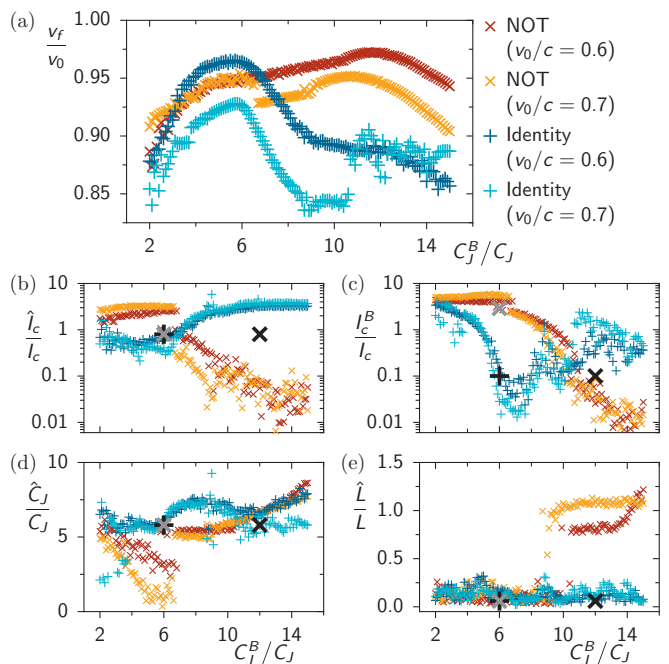 (a)
v_f
v_0
1.00
0.95
0.90
0.85
2
6
10
14
C_J^B/C_J
NOT
(v_0/c = 0.6)
NOT
(v_0/c = 0.7)
Identity
(v_0/c = 0.6)
Identity
(v_0/c = 0.7)
(b)
Î_c
I_c
10
1
0.1
0.01
(c)
I_c^B
I_c
10
1
0.1
0.01
(d)
Ĉ_J
C_J
10
5
0
2
6
10
14
C_J^B/C_J
(e)
L̂
L
1.5
1.0
0.5
0.0
2
6
10
14
C_J^B/C_J